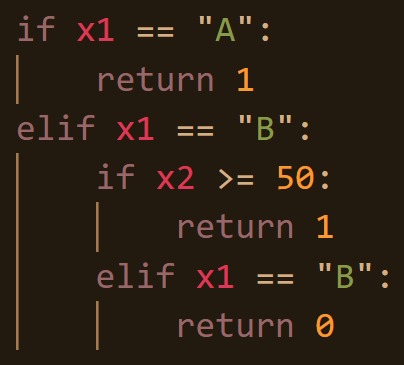 if x1 == "A":
    return 1
elif x1 == "B":
    if x2 >= 50:
        return 1
    elif x1 == "B":
        return 0